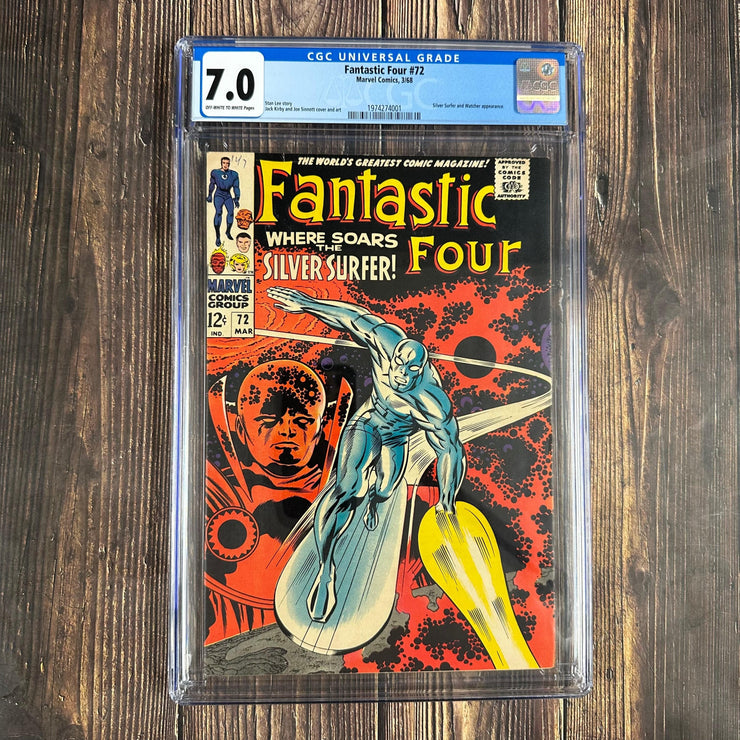 CGC UNIVERSAL GRADE
7.0
OFF-WHITE TO WHITE Pages
Fantastic Four #72
Marvel Comics, 3/68
Stan Lee story
Jack Kirby and Joe Sinnott cover and art
1974274001
Silver Surfer and Watcher appearance
CGC
THE WORLD'S GREATEST COMIC MAGAZINE!
APPROVED
BY THE
COMICS
CODE
AUTHORITY
Fantastic
Four
WHERE SOARS
THE
SILVER SURFER!
MARVEL
COMICS
GROUP
12¢
IND.
72
MAR